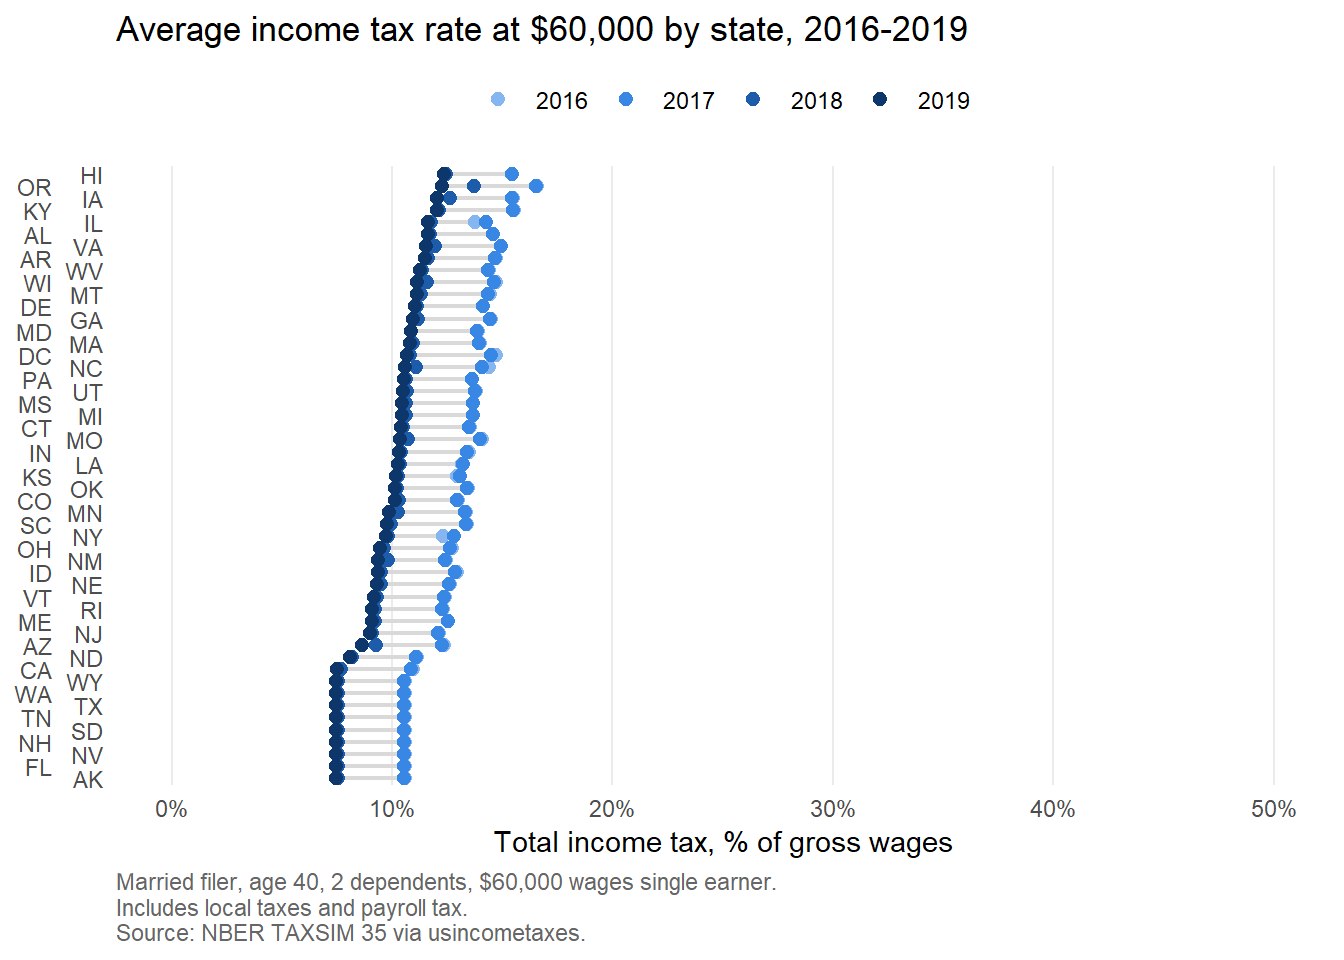 Average income tax rate at $60,000 by state, 2016-2019
2016 2017 2018 2019
HI
OR
IA
KY
IL
AL
VA
AR
WV
WI
MT
DE
GA
MD
MA
DC
NC
PA
UT
MS
MI
CT
MO
IN
LA
KS
OK
CO
MN
SC
NY
OH
NM
ID
NE
VT
RI
ME
NJ
AZ
ND
CA
WY
WA
TX
TN
SD
NH
NV
FL
AK
0% 10% 20% 30% 40% 50%
Total income tax, % of gross wages
Married filer, age 40, 2 dependents, $60,000 wages single earner.
Includes local taxes and payroll tax.
Source: NBER TAXSIM 35 via usincometaxes.